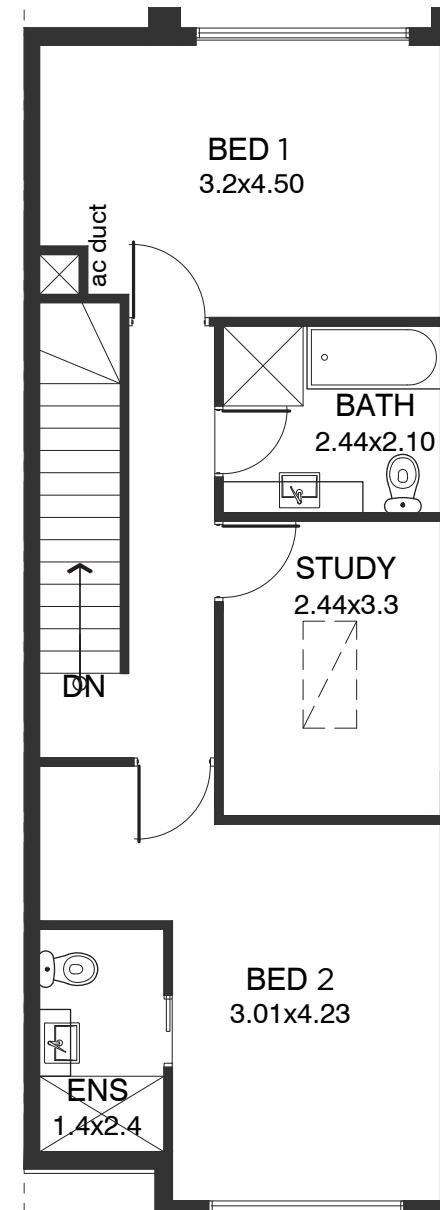 BED 1
3.2x4.50
ac duct
BATH
2.44x2.10
STUDY
2.44x3.3
DN
BED 2
3.01x4.23
ENS
1.4x2.4